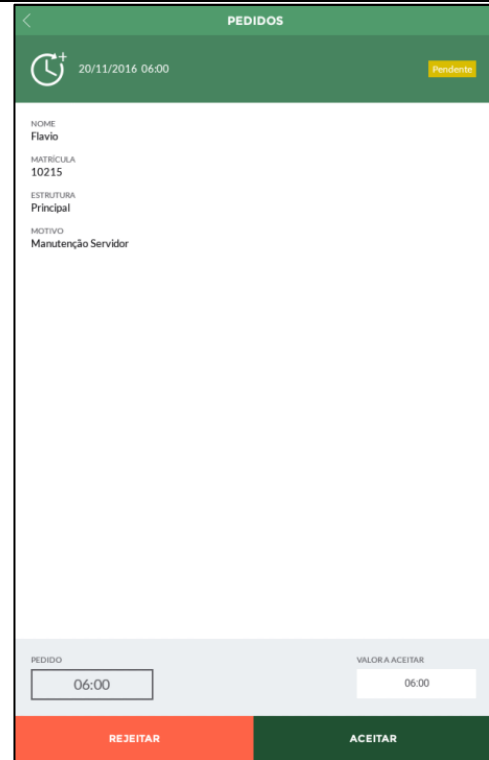 PEDIDOS
20/11/2016 06:00
Pendente
NOME
Flavio
MATRÍCULA
10215
ESTRUTURA
Principal
MOTIVO
Manutenção Servidor
PEDIDO
VALOR A ACEITAR
06:00
06:00
REJEITAR
ACEITAR